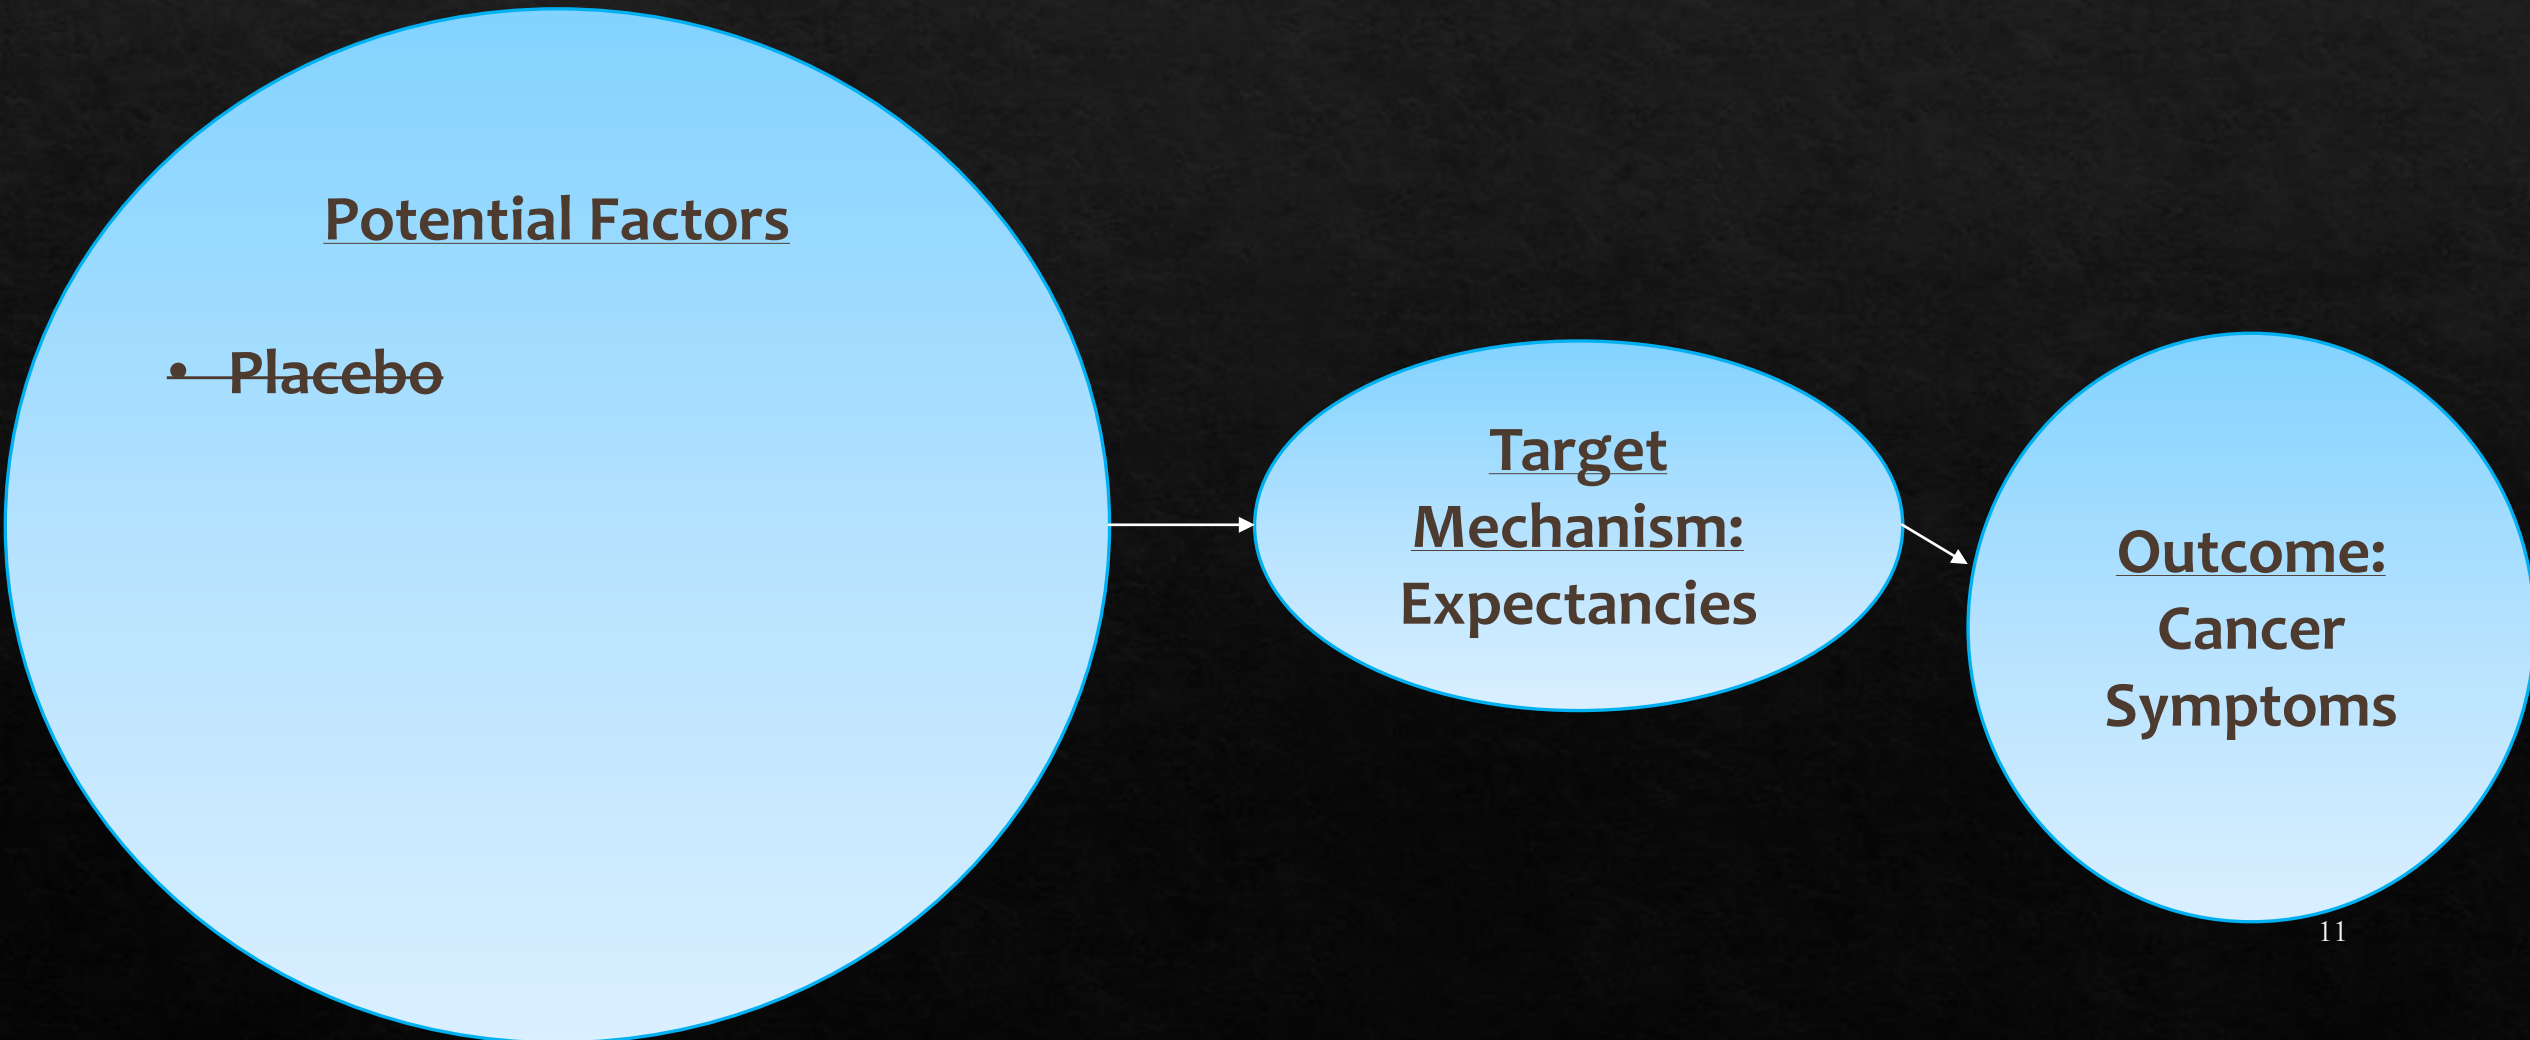 Potential Factors
• Placebo
Target
Mechanism:
Expectancies
Outcome:
Cancer
Symptoms
11